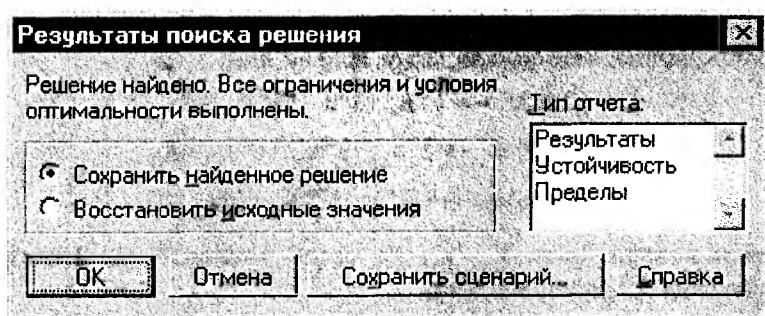 Результаты поиска решения
Решение найдено. Все ограничения и условия
оптимальности выполнены.
Тип отчета:
Результаты
Устойчивость
Пределы
Сохранить найденное решение
Восстановить исходные значения
OK
Отмена
Сохранить сценарий...
Справка